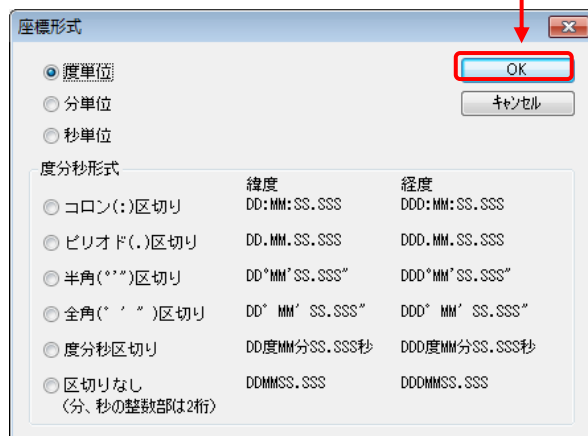 座標形式
度単位
OK
分単位
キャンセル
秒単位
度分秒形式
緯度 経度
コロン(:)区切り DD:MM:SS.SSS DDD:MM:SS.SSS
ピリオド(.)区切り DD.MM.SS.SSS DDD.MM.SS.SSS
半角(°'")区切り DD°MM'SS.SSS" DDD°MM'SS.SSS"
全角(° ′ ″ )区切り DD° MM′ SS.SSS″ DDD° MM′ SS.SSS″
度分秒区切り DD度MM分SS.SSS秒 DDD度MM分SS.SSS秒
区切りなし DDMMSS.SSS DDDMMSS.SSS
(分、秒の整数部は2桁)